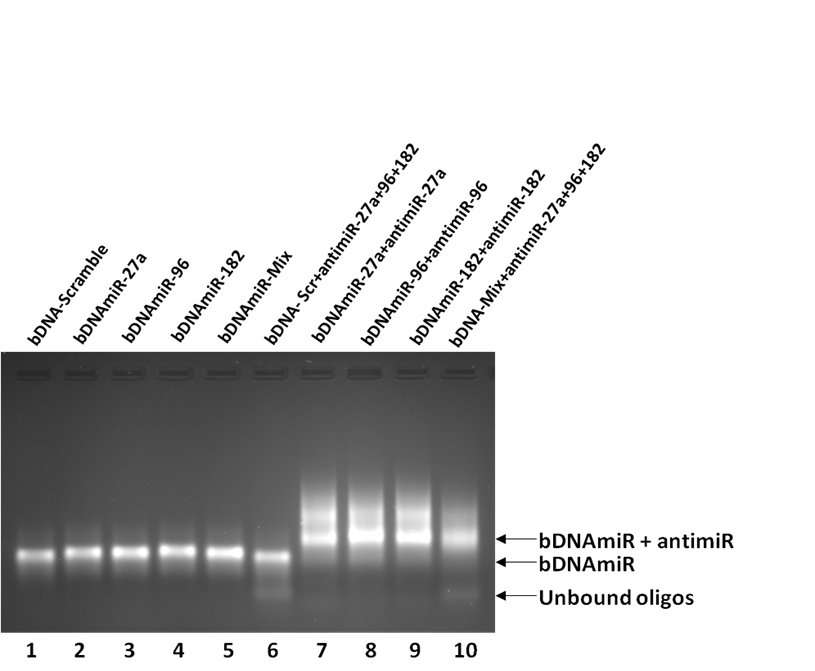 bDNA-Scramble
bDNAmiR-27a
bDNAmiR-96
bDNAmiR-182
bDNAmiR-Mix
bDNA- Scr+antimiR-27a+96+182
bDNAmiR-27a+antimiR-27a
bDNAmiR-96+amtimiR-96
bDNAmiR-182+antimiR-182
bDNA-Mix+antimiR-27a+96+182
bDNAmiR + antimiR
bDNAmiR
Unbound oligos
1 2 3 4 5 6 7 8 9 10